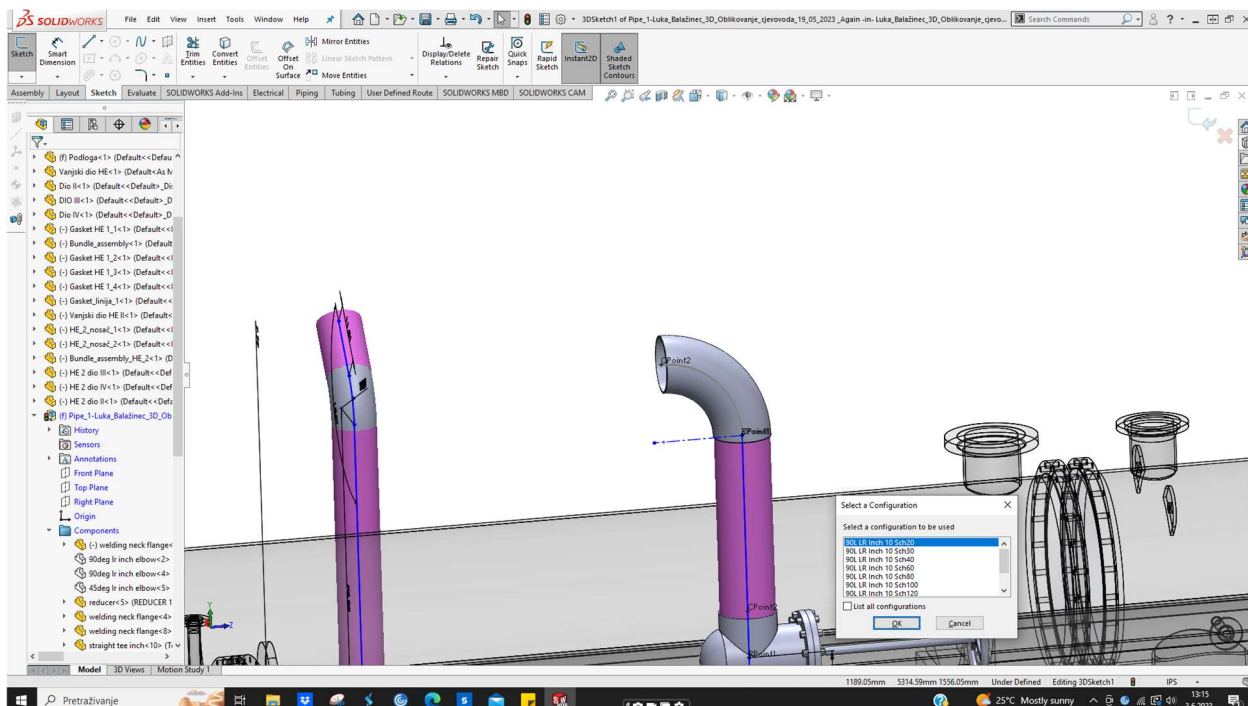 SOLIDWORKS File Edit View Insert Tools Window Help 3DSketch1 of Pipe_1-Luka_Balažinec_3D_Oblikovanje_cjevovoda_19_05_2023 _Again -in- Luka_Balažinec_3D_Oblikovanje_cjevo... Search Commands
Sketch Smart Dimension Trim Entities Convert Entities Offset Entities Offset On Surface Mirror Entities Linear Sketch Pattern Move Entities Display/Delete Relations Repair Sketch Quick Snaps Rapid Sketch Instant2D Shaded Sketch Contours
Assembly Layout Sketch Evaluate SOLIDWORKS Add-Ins Electrical Piping Tubing User Defined Route SOLIDWORKS MBD SOLIDWORKS CAM
(f) Podloga<1> (Default<<Defau
Vanjski dio HE<1> (Default<As M
Dio II<1> (Default<<Default>_Dis
DIO III<1> (Default<<Default>_D
Dio IV<1> (Default<<Default>_D
(-) Gasket HE 1_1<1> (Default<<
(-) Bundle_assembly<1> (Default
(-) Gasket HE 1_2<1> (Default<<
(-) Gasket HE 1_3<1> (Default<<
(-) Gasket HE 1_4<1> (Default<<
(-) Gasket_linija_1<1> (Default<<
(-) Vanjski dio HE II<1> (Default<
(-) HE_2_nosač_1<1> (Default<<
(-) HE_2_nosač_2<1> (Default<<
(-) Bundle_assembly_HE_2<1> (D
(-) HE 2 dio III<1> (Default<<Def
(-) HE 2 dio IV<1> (Default<<Def
(-) HE 2 dio II<1> (Default<<Defa
(f) Pipe_1-Luka_Balažinec_3D_Ob
History
Sensors
Annotations
Front Plane
Top Plane
Right Plane
Origin
Components
(-) welding neck flange<
90deg lr inch elbow<2>
90deg lr inch elbow<4>
45deg lr inch elbow<5>
reducer<5> (REDUCER 1
welding neck flange<4>
welding neck flange<8>
straight tee inch<10> (T
CPoint2
CPoint2
Select a Configuration
Select a configuration to be used
90L LR Inch 10 Sch20
90L LR Inch 10 Sch30
90L LR Inch 10 Sch40
90L LR Inch 10 Sch60
90L LR Inch 10 Sch80
90L LR Inch 10 Sch100
90L LR Inch 10 Sch120
List all configurations
OK Cancel
Model 3D Views Motion Study 1
1189.05mm 5314.59mm 1556.05mm Under Defined Editing 3DSketch1 IPS
Pretraživanje 25°C Mostly sunny 13:15